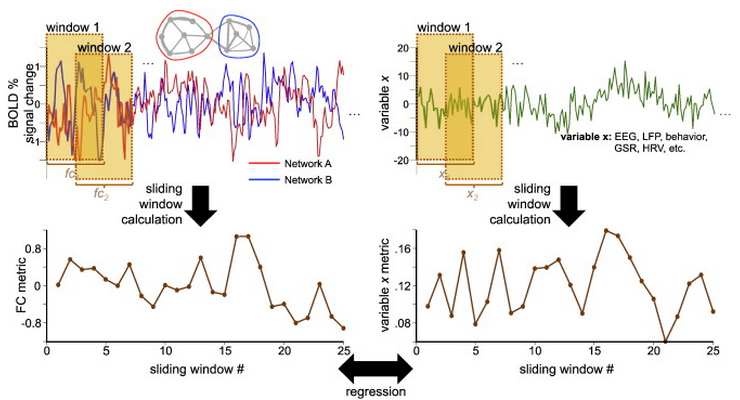 window 1
window 2
...
BOLD %
signal change
1
0
1
...
Network A
Network B
fc
fc2
sliding
window
calculation
FC metric
0.8
0
-0.8
0 5 10 15 20 25
sliding window #
window 1
window 2
...
variable x
20
10
0
-10
-20
...
variable x: EEG, LFP, behavior,
GSR, HRV, etc.
x
x2
sliding
window
calculation
variable x metric
.16
.12
.08
0 5 10 15 20 25
sliding window #
regression